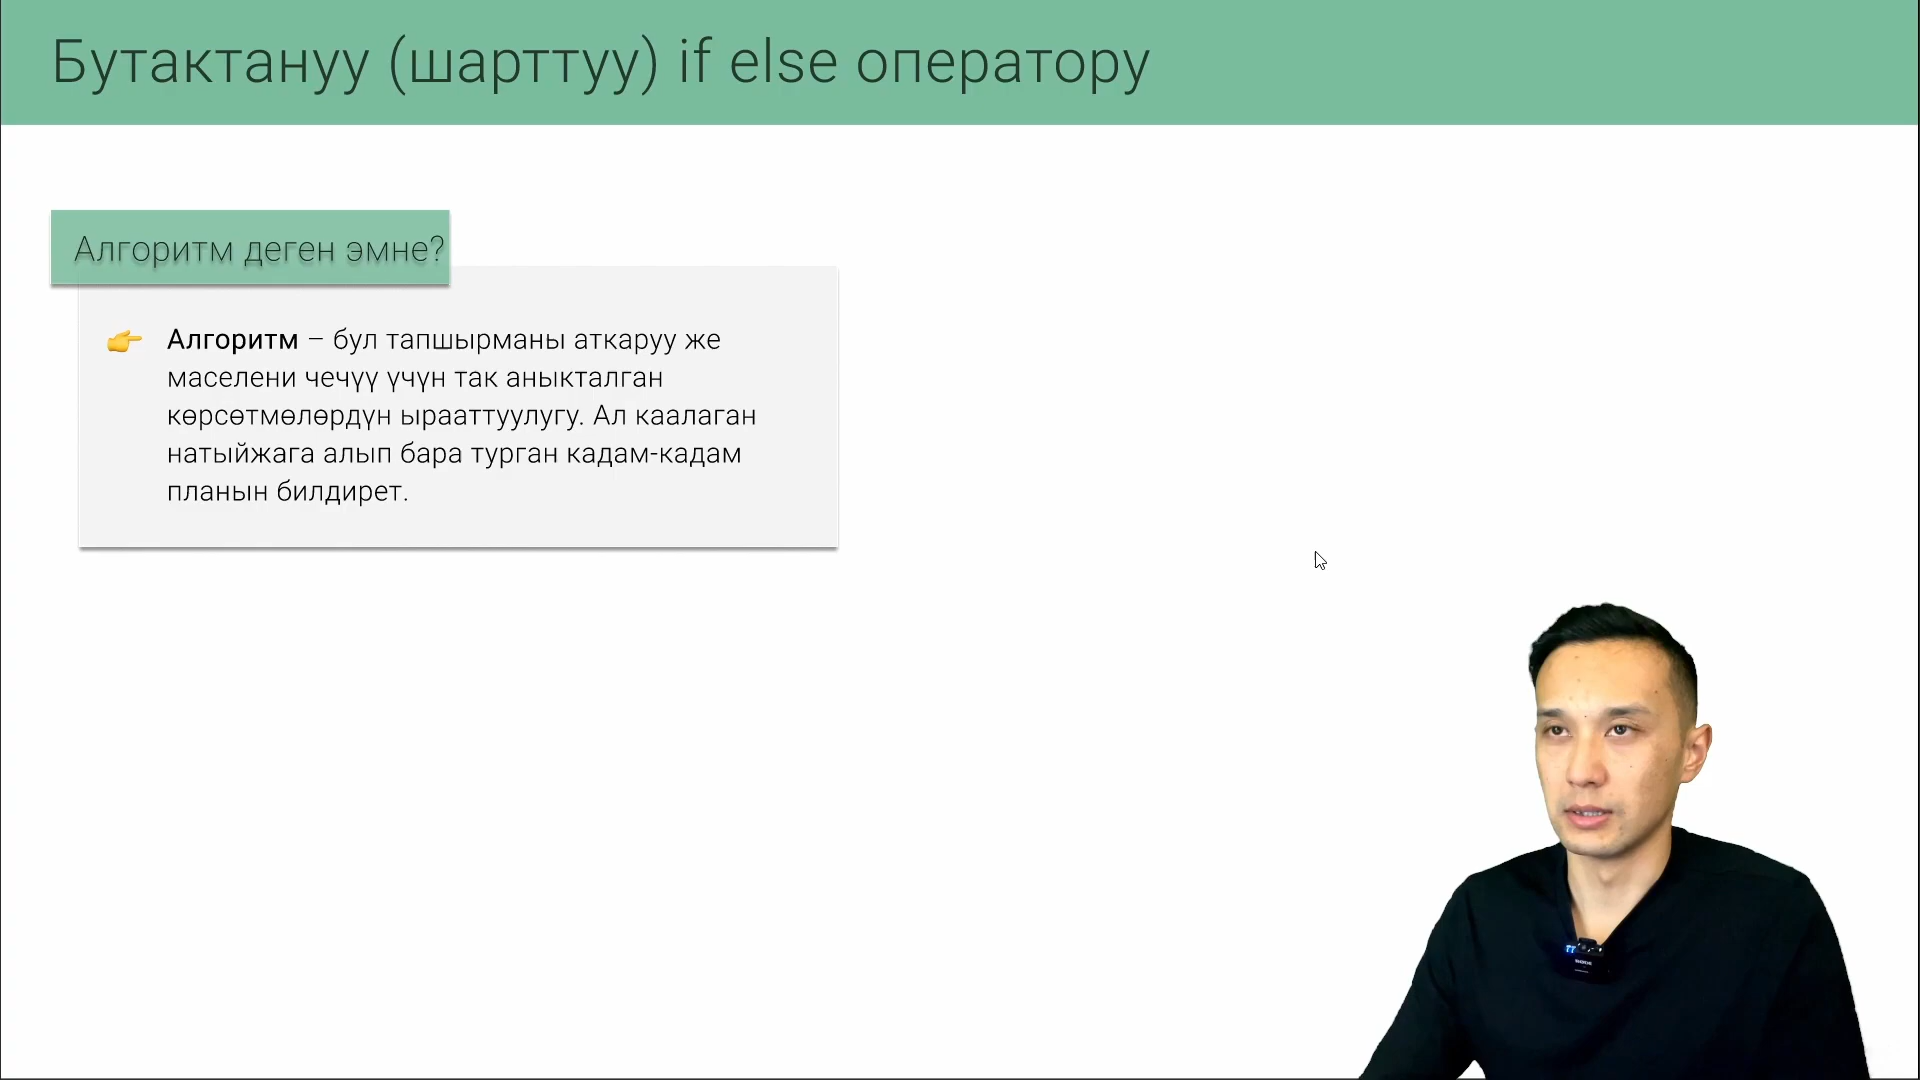 Бутактануу (шарттуу) if else оператору
Алгоритм деген эмне?
Алгоритм – бул тапшырманы аткаруу же
маселени чечүү үчүн так аныкталган
көрсөтмөлөрдүн ырааттуулугу. Ал каалаган
натыйжага алып бара турган кадам-кадам
планын билдирет.